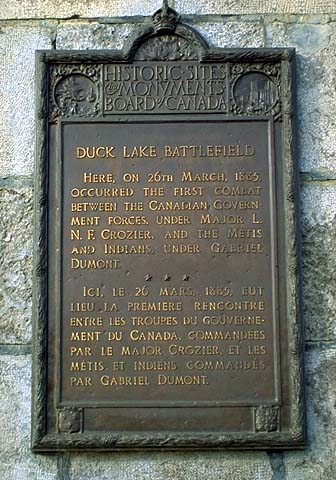 HISTORIC SITES
& MONUMENTS
BOARD OF CANADA
DUCK LAKE BATTLEFIELD
HERE, ON 26TH MARCH, 1885,
OCCURRED THE FIRST COMBAT
BETWEEN THE CANADIAN GOVERN-
MENT FORCES, UNDER MAJOR L.
N. F. CROZIER, AND THE METIS
AND INDIANS, UNDER GABRIEL
DUMONT.
* * *
ICI, LE 26 MARS, 1885, EUT
LIEU LA PREMIÈRE RENCONTRE
ENTRE LES TROUPES DU GOUVERNE-
MENT DU CANADA, COMMANDÉES
PAR LE MAJOR CROZIER, ET LES
MÉTIS ET INDIENS COMMANDÉS
PAR GABRIEL DUMONT.